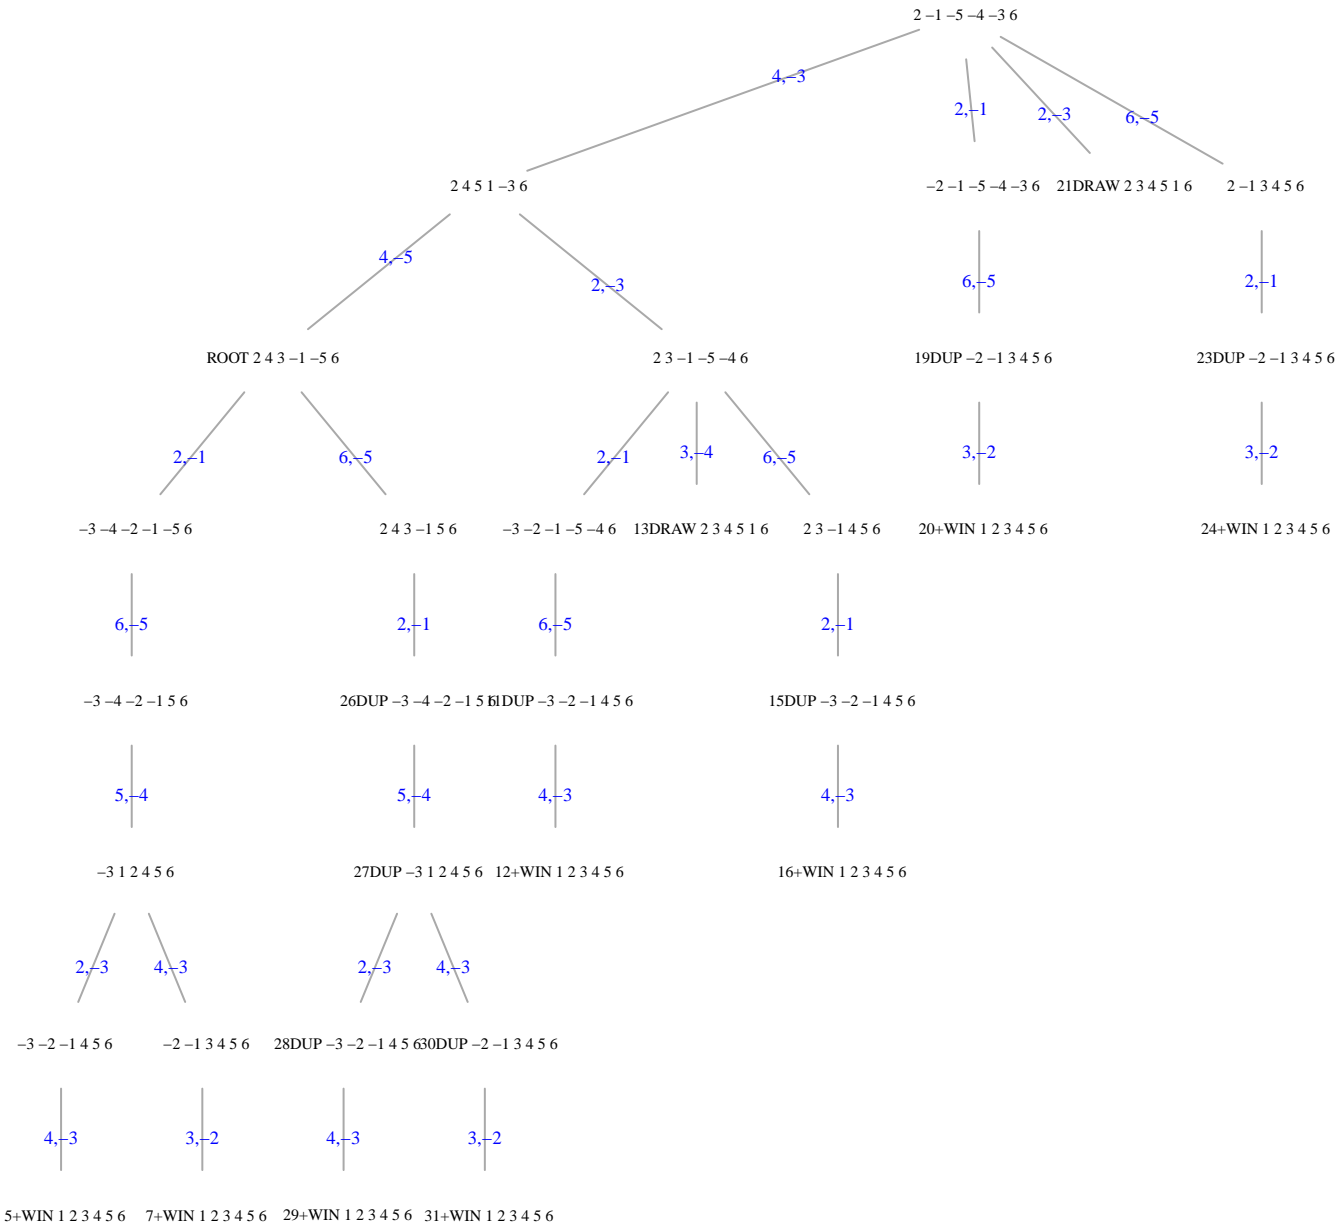 2 −1 −5 −4 −3 6
4,−3
2,−1
2,−3
6,−5
2 4 5 1 −3 6
−2 −1 −5 −4 −3 6
21DRAW 2 3 4 5 1 6
2 −1 3 4 5 6
4,−5
2,−3
6,−5
2,−1
ROOT 2 4 3 −1 −5 6
2 3 −1 −5 −4 6
19DUP −2 −1 3 4 5 6
23DUP −2 −1 3 4 5 6
2,−1
6,−5
2,−1
3,−4
6,−5
3,−2
3,−2
−3 −4 −2 −1 −5 6
2 4 3 −1 5 6
−3 −2 −1 −5 −4 6
13DRAW 2 3 4 5 1 6
2 3 −1 4 5 6
20+WIN 1 2 3 4 5 6
24+WIN 1 2 3 4 5 6
6,−5
2,−1
6,−5
2,−1
−3 −4 −2 −1 5 6
26DUP −3 −4 −2 −1 5 6
11DUP −3 −2 −1 4 5 6
15DUP −3 −2 −1 4 5 6
5,−4
5,−4
4,−3
4,−3
−3 1 2 4 5 6
27DUP −3 1 2 4 5 6
12+WIN 1 2 3 4 5 6
16+WIN 1 2 3 4 5 6
2,−3
4,−3
2,−3
4,−3
−3 −2 −1 4 5 6
−2 −1 3 4 5 6
28DUP −3 −2 −1 4 5 6
30DUP −2 −1 3 4 5 6
4,−3
3,−2
4,−3
3,−2
5+WIN 1 2 3 4 5 6
7+WIN 1 2 3 4 5 6
29+WIN 1 2 3 4 5 6
31+WIN 1 2 3 4 5 6